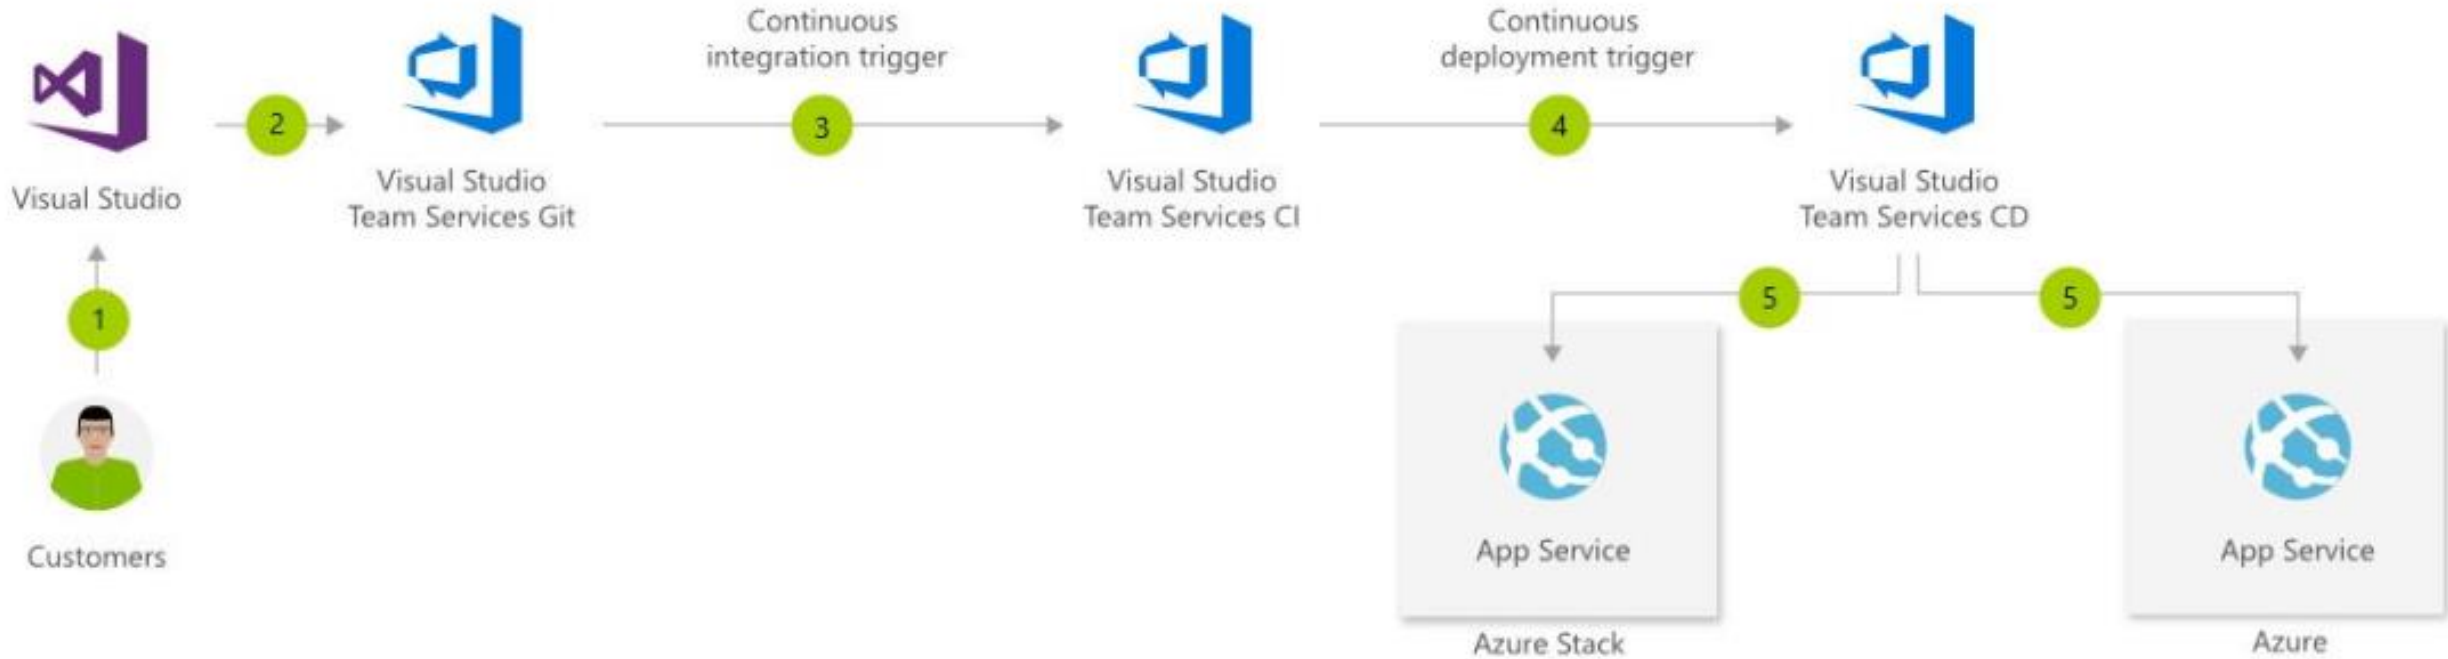 Continuous
integration trigger
Continuous
deployment trigger
2
3
4
Visual Studio
Visual Studio
Team Services Git
Visual Studio
Team Services CI
Visual Studio
Team Services CD
1
5
5
Customers
App Service
App Service
Azure Stack
Azure